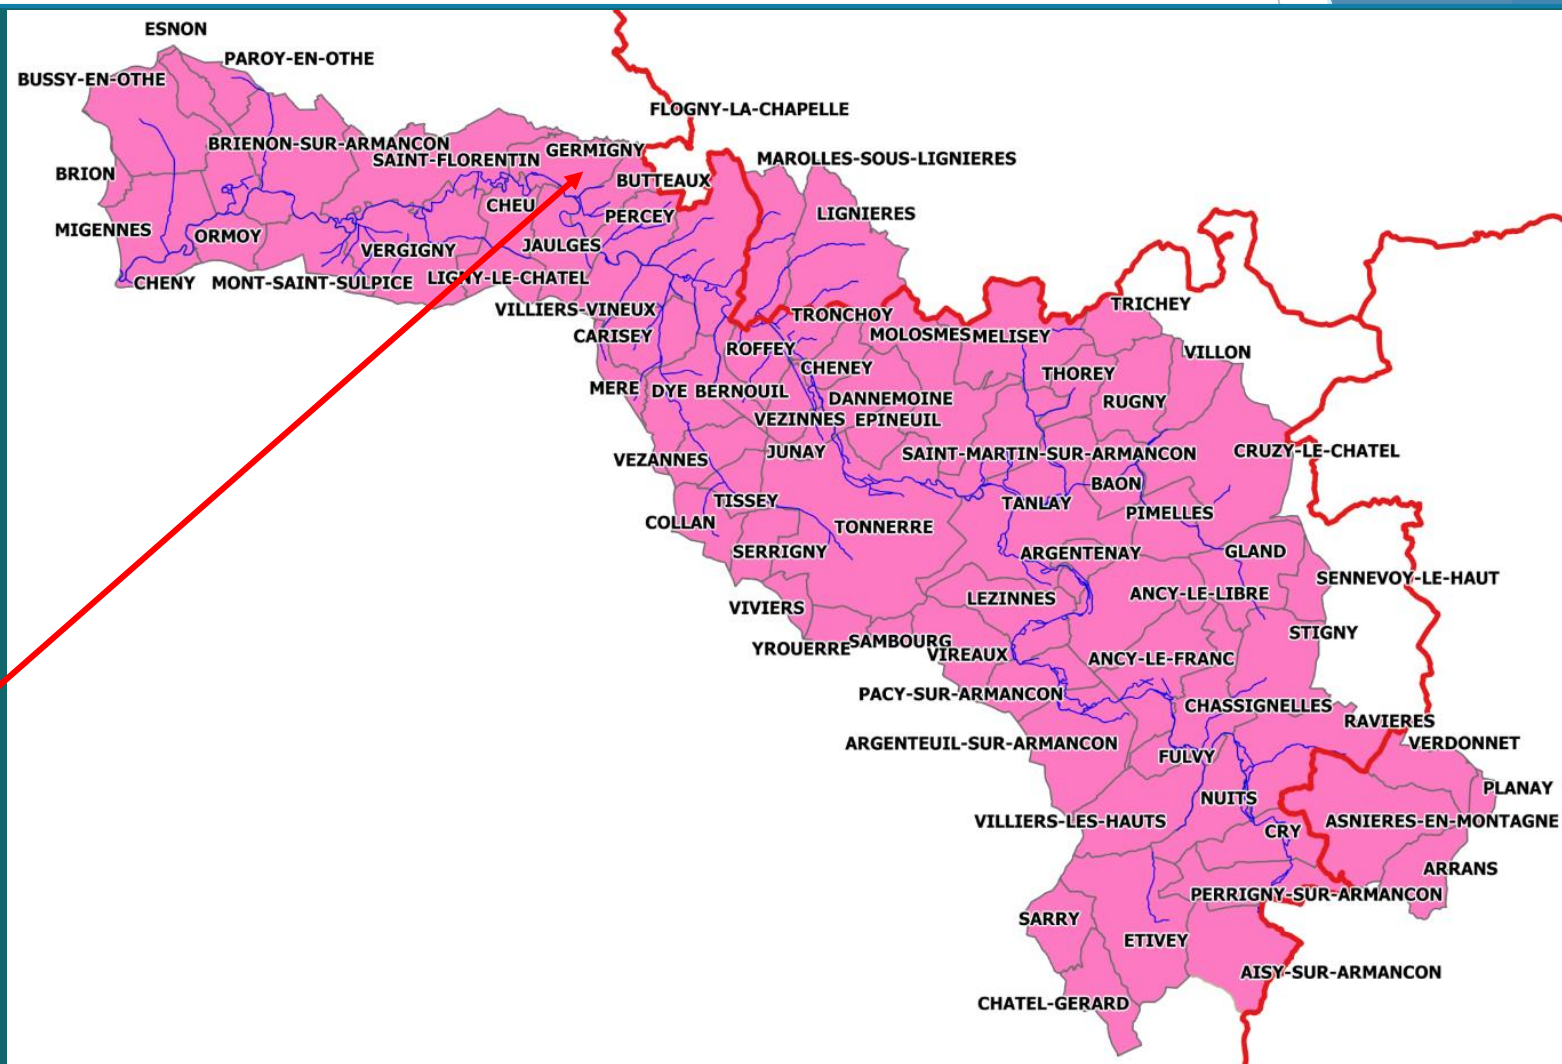 ESNON
PAROY-EN-OTHE
BUSSY-EN-OTHE
FLOGNY-LA-CHAPELLE
BRIENON-SUR-ARMANCON
GERMIGNY
SAINT-FLORENTIN
MAROLLES-SOUS-LIGNIERES
BRION
BUTTEAUX
CHEU
PERCEY
LIGNIERES
MIGENNES
ORMOY
VERGIGNY
JAULGES
CHENY
MONT-SAINT-SULPICE
LIGNY-LE-CHATEL
VILLIERS-VINEUX
TRONCHOY
TRICHEY
CARISEY
MOLOSMES
MELISEY
ROFFEY
VILLON
CHENEY
THOREY
MERE
DYE
BERNOUIL
DANNEMOINE
RUGNY
VEZINNES
EPINEUIL
VEZANNES
JUNAY
SAINT-MARTIN-SUR-ARMANCON
CRUZY-LE-CHATEL
BAON
TISSEY
TANLAY
PIMELLES
COLLAN
TONNERRE
SERRIGNY
ARGENTENAY
GLAND
SENNEVOY-LE-HAUT
LEZINNES
ANCY-LE-LIBRE
VIVIERS
STIGNY
YROUERRE
SAMBOURG
VIREAUX
ANCY-LE-FRANC
PACY-SUR-ARMANCON
CHASSIGNELLES
RAVIERES
ARGENTEUIL-SUR-ARMANCON
VERDONNET
FULVY
PLANAY
NUITS
VILLIERS-LES-HAUTS
CRY
ASNIERES-EN-MONTAGNE
ARRANS
PERRIGNY-SUR-ARMANCON
SARRY
ETIVEY
AISY-SUR-ARMANCON
CHATEL-GERARD